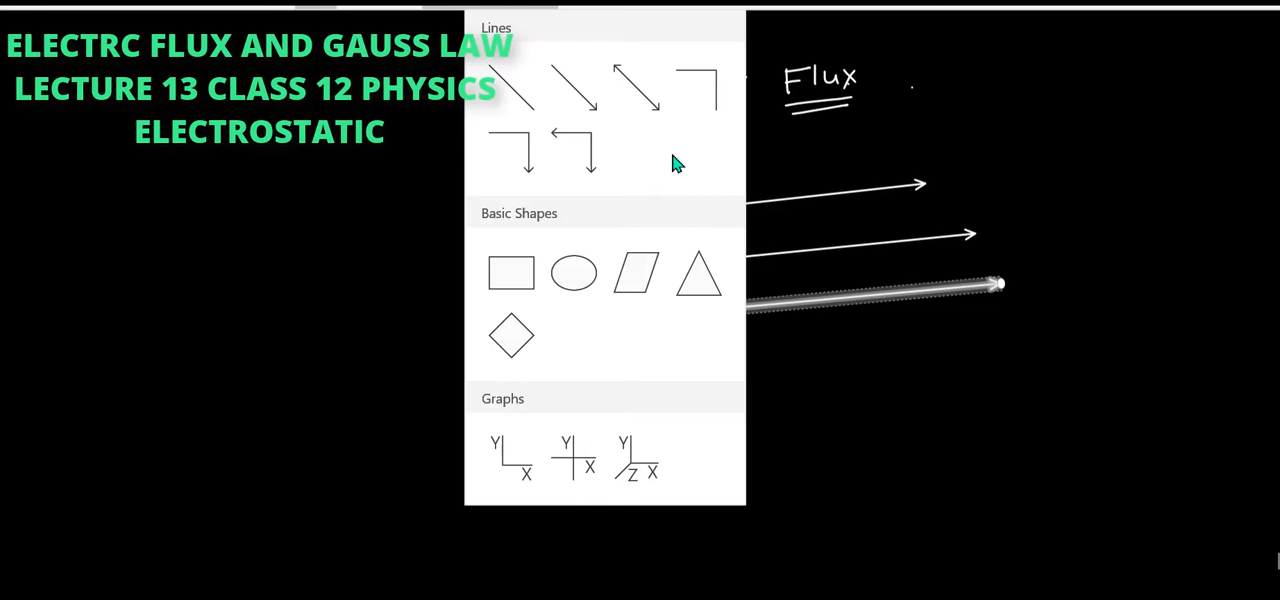 ELECTRC FLUX AND GAUSS LAW
LECTURE 13 CLASS 12 PHYSICS
ELECTROSTATIC
Lines
Flux
Basic Shapes
Graphs
Y X
Y X
Y Z X